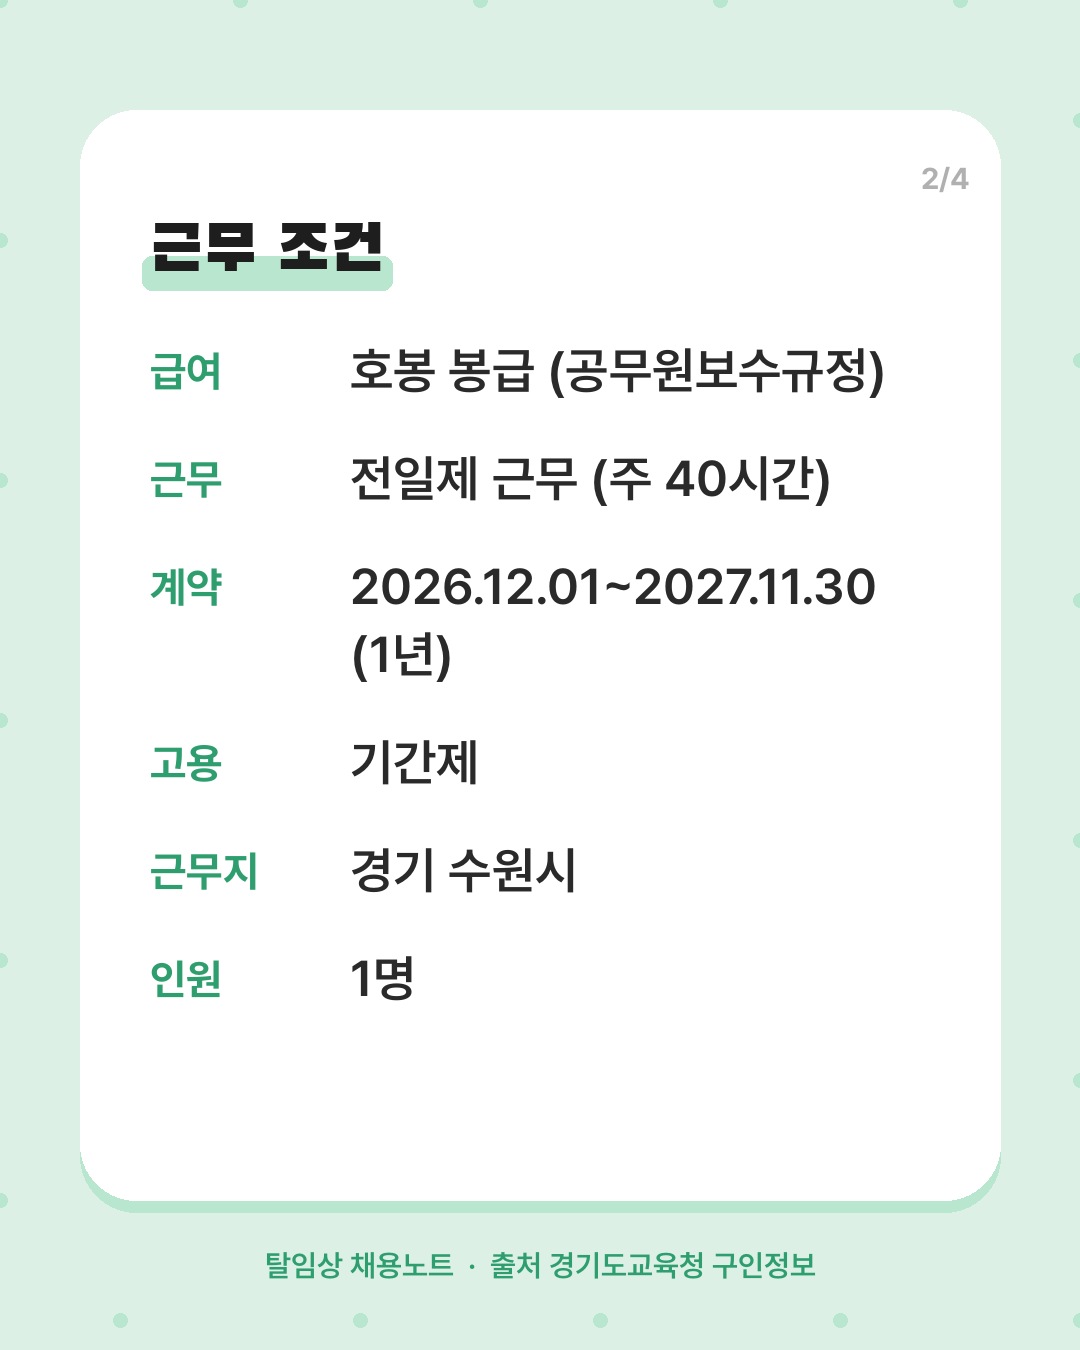 2/4
근무 조건
급여 호봉 봉급 (공무원보수규정)
근무 전일제 근무 (주 40시간)
계약 2026.12.01~2027.11.30
(1년)
고용 기간제
근무지 경기 수원시
인원 1명
탈임상 채용노트 · 출처 경기도교육청 구인정보